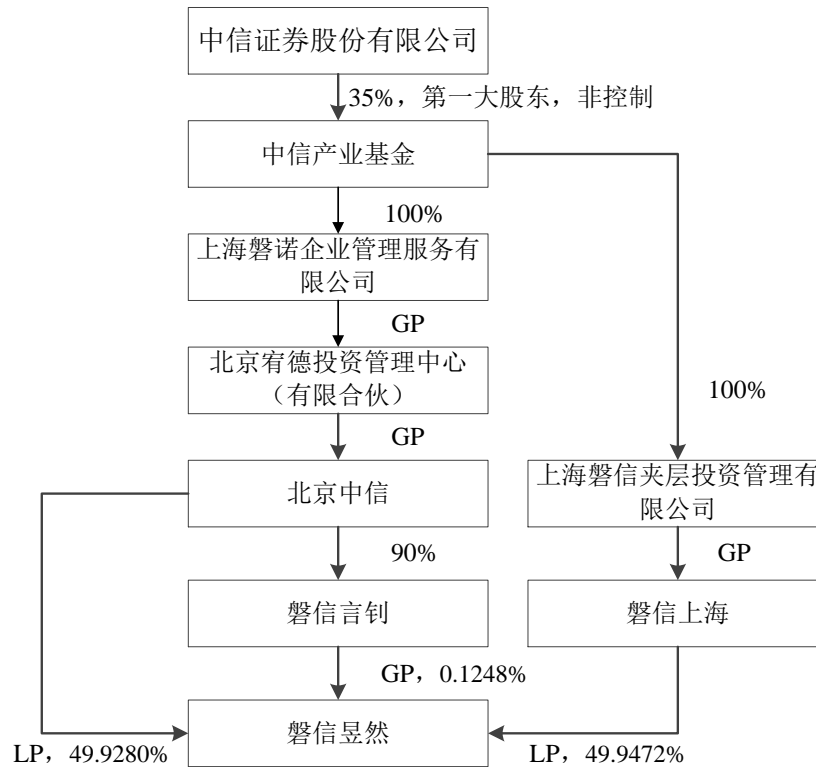 中信证券股份有限公司
35%，第一大股东，非控制
中信产业基金
100%
上海磐诺企业管理服务有
限公司
GP
北京宥德投资管理中心
（有限合伙）
100%
GP
北京中信
上海磐信夹层投资管理有
限公司
90%
GP
磐信言钊
磐信上海
GP，0.1248%
磐信昱然
LP，49.9280%
LP，49.9472%